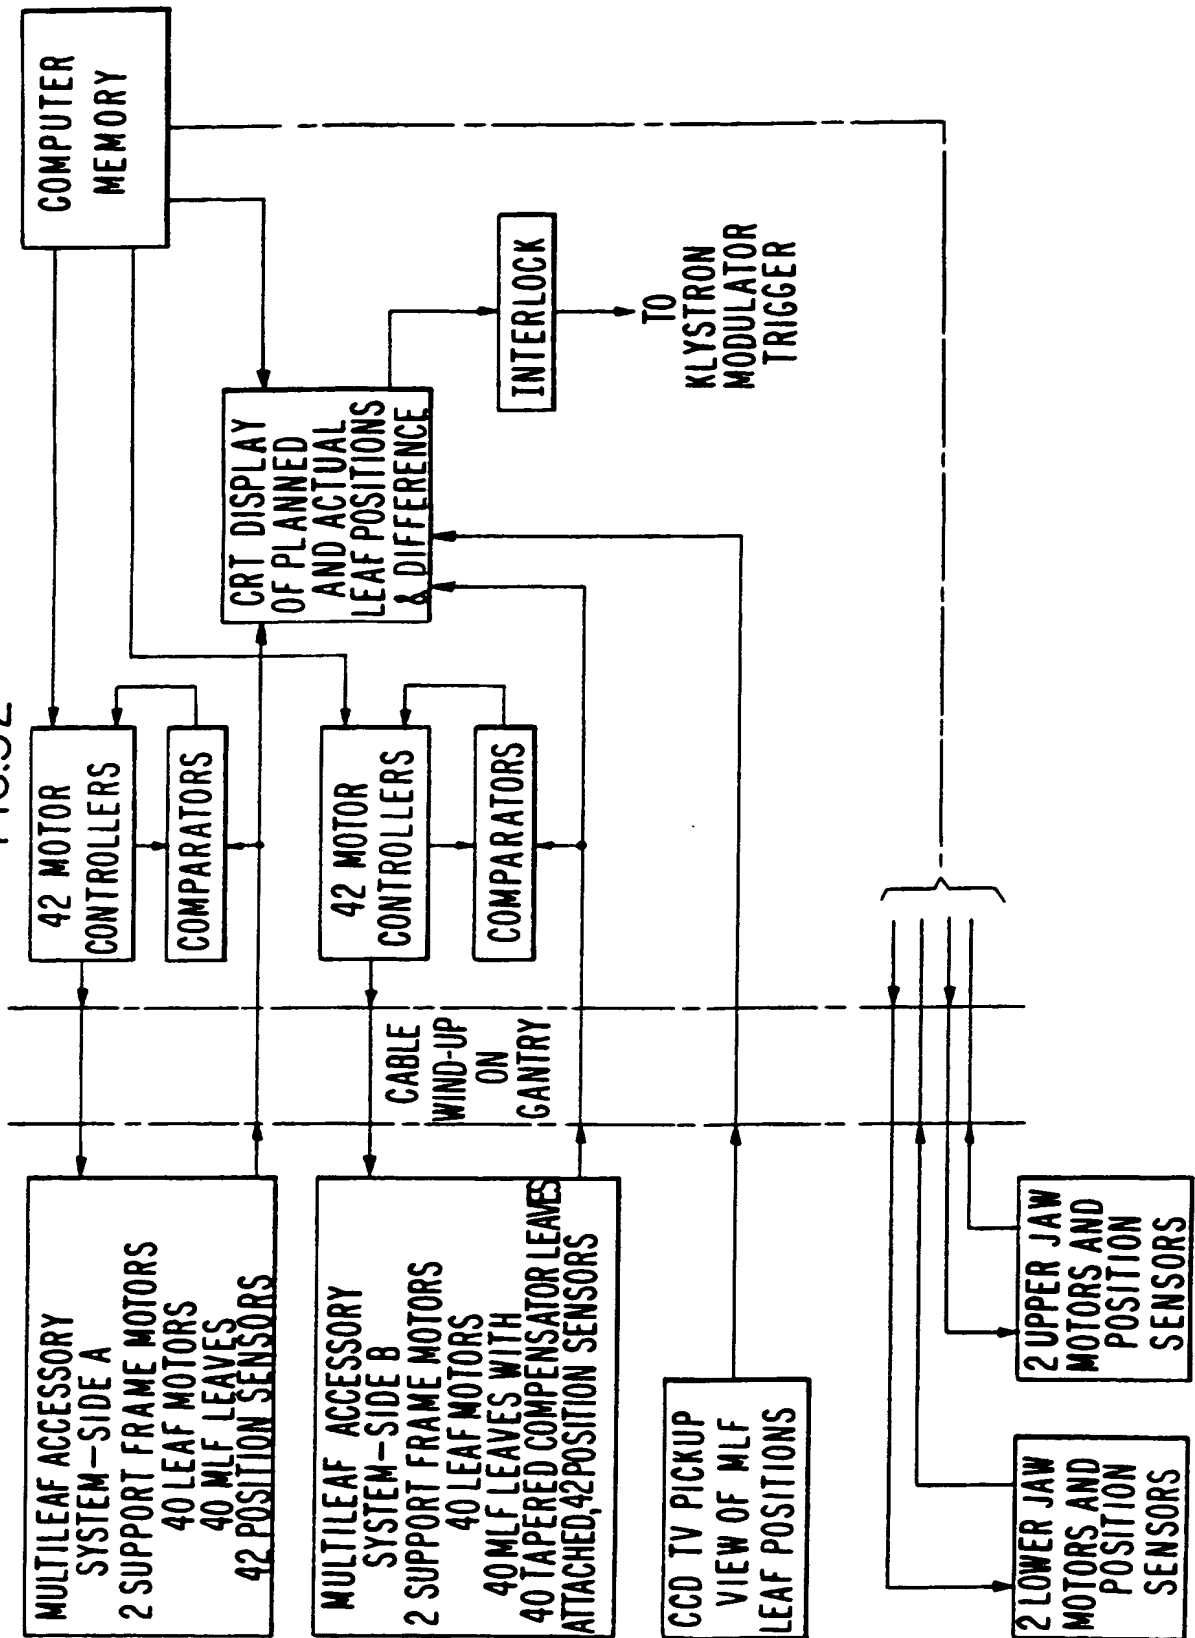 COMPUTER
MEMORY
42 MOTOR
CONTROLLERS
COMPARATORS
MULTILEAF ACCESSORY
SYSTEM-SIDE A
2 SUPPORT FRAME MOTORS
40 LEAF MOTORS
40 MLF LEAVES
42 POSITION SENSORS
CRT DISPLAY
OF PLANNED
AND ACTUAL
LEAF POSITIONS
& DIFFERENCE
INTERLOCK
TO
KLYSTRON
MODULATOR
TRIGGER
42 MOTOR
CONTROLLERS
COMPARATORS
CABLE
WIND-UP
ON
GANTRY
MULTILEAF ACCESSORY
SYSTEM-SIDE B
2 SUPPORT FRAME MOTORS
40 LEAF MOTORS
40 MLF LEAVES WITH
40 TAPERED COMPENSATOR LEAVES
ATTACHED, 42 POSITION SENSORS
CCD TV PICKUP
VIEW OF MLF
LEAF POSITIONS
2 UPPER JAW
MOTORS AND
POSITION
SENSORS
2 LOWER JAW
MOTORS AND
POSITION
SENSORS